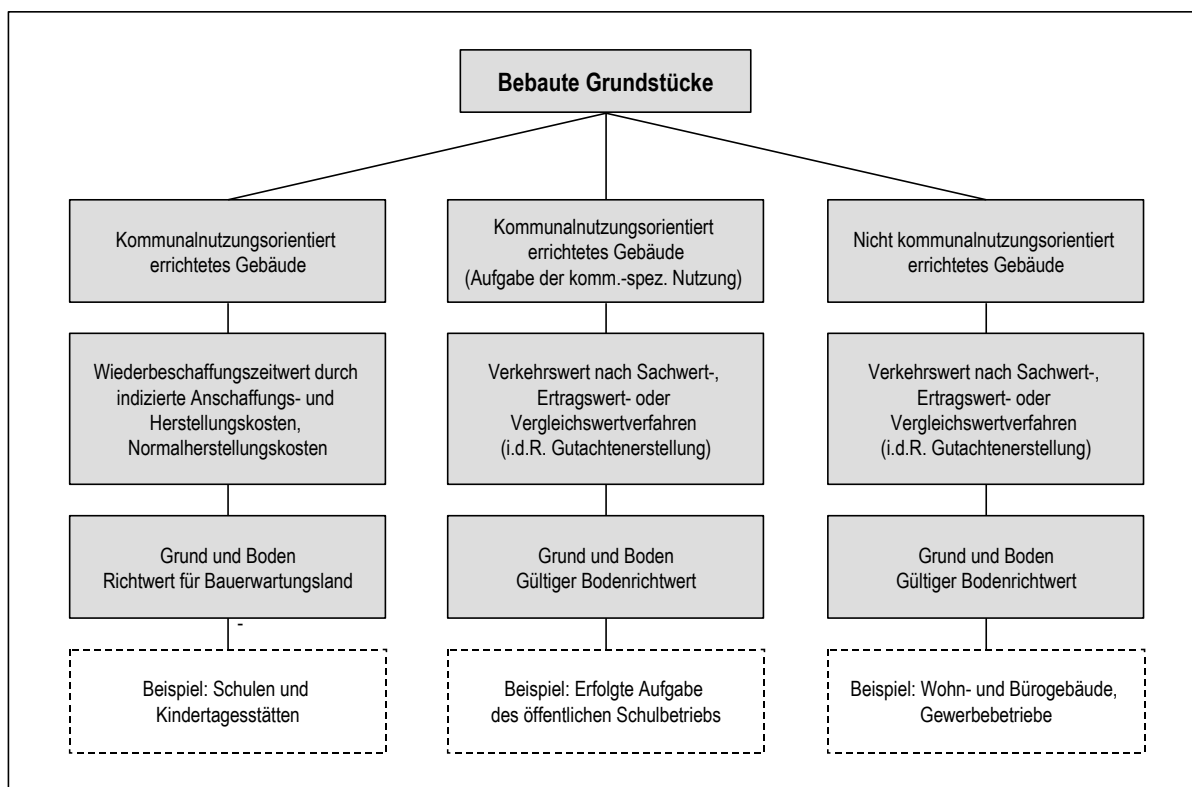 Bebaute Grundstücke
Kommunalnutzungsorientiert
errichtetes Gebäude
Wiederbeschaffungszeitwert durch
indizierte Anschaffungs- und
Herstellungskosten,
Normalherstellungskosten
Grund und Boden
Richtwert für Bauerwartungsland
-
Beispiel: Schulen und
Kindertagesstätten
Kommunalnutzungsorientiert
errichtetes Gebäude
(Aufgabe der komm.-spez. Nutzung)
Verkehrswert nach Sachwert-,
Ertragswert- oder
Vergleichswertverfahren
(i.d.R. Gutachtenerstellung)
Grund und Boden
Gültiger Bodenrichtwert
Beispiel: Erfolgte Aufgabe
des öffentlichen Schulbetriebs
Nicht kommunalnutzungsorientiert
errichtetes Gebäude
Verkehrswert nach Sachwert-,
Ertragswert- oder
Vergleichswertverfahren
(i.d.R. Gutachtenerstellung)
Grund und Boden
Gültiger Bodenrichtwert
Beispiel: Wohn- und Bürogebäude,
Gewerbebetriebe